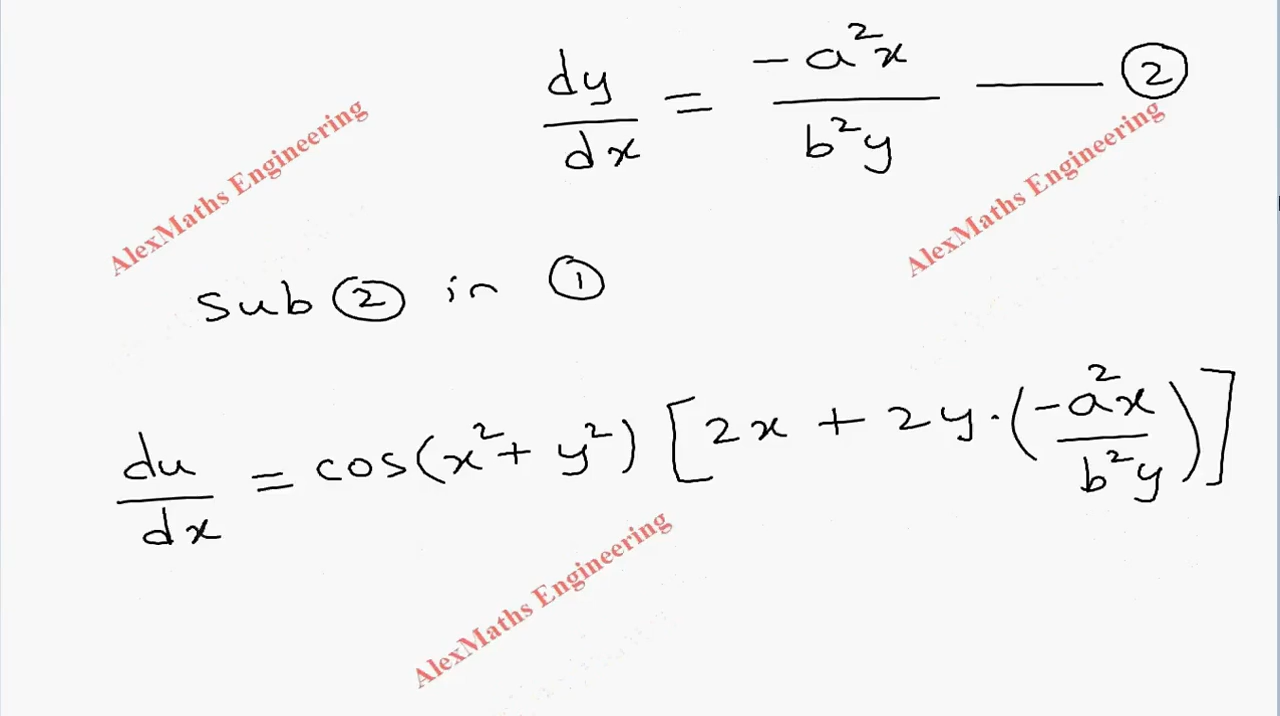 dy/dx = -a²x / b²y —— ②
AlexMaths Engineering
AlexMaths Engineering
Sub ② in ①
du/dx = cos(x² + y²) [2x + 2y·(-a²x / b²y)]
AlexMaths Engineering